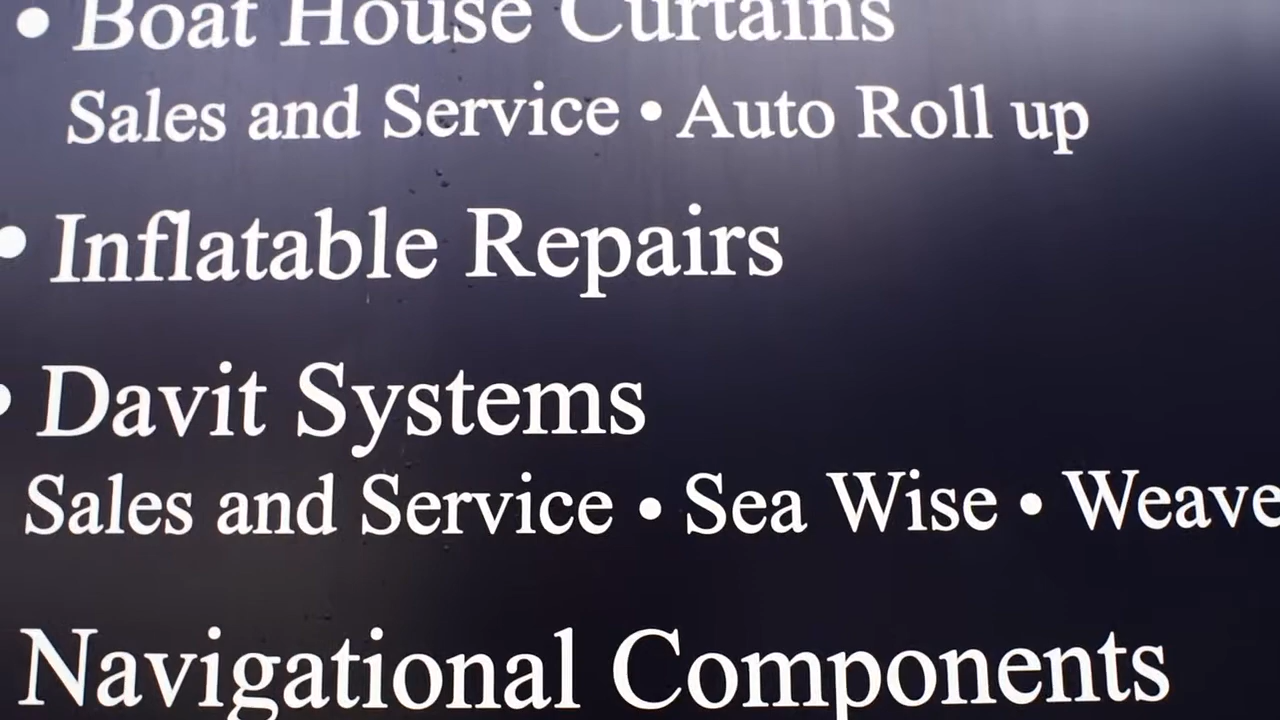 • Boat House Curtains
Sales and Service • Auto Roll up
• Inflatable Repairs
• Davit Systems
Sales and Service • Sea Wise • Weave
Navigational Components